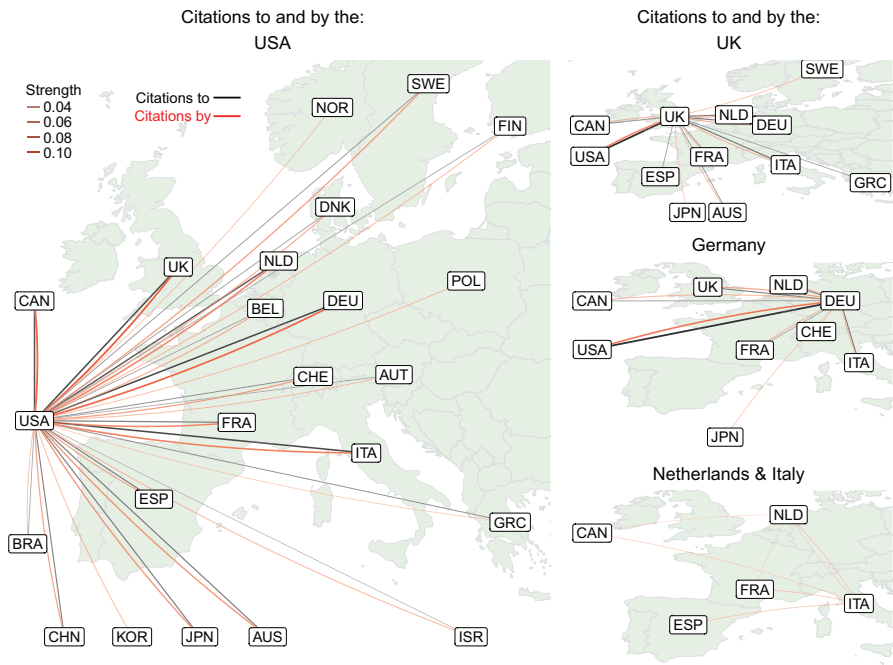 Citations to and by the:
USA
Strength
0.04
0.06
0.08
0.10
Citations to
Citations by
NOR
SWE
FIN
DNK
UK
NLD
CAN
BEL
DEU
POL
CHE
AUT
USA
FRA
ITA
ESP
GRC
BRA
CHN
KOR
JPN
AUS
ISR
Citations to and by the:
UK
SWE
CAN
UK
NLD
DEU
USA
FRA
ITA
ESP
GRC
JPN
AUS
Germany
UK
NLD
CAN
DEU
CHE
USA
FRA
ITA
JPN
Netherlands & Italy
NLD
CAN
FRA
ITA
ESP